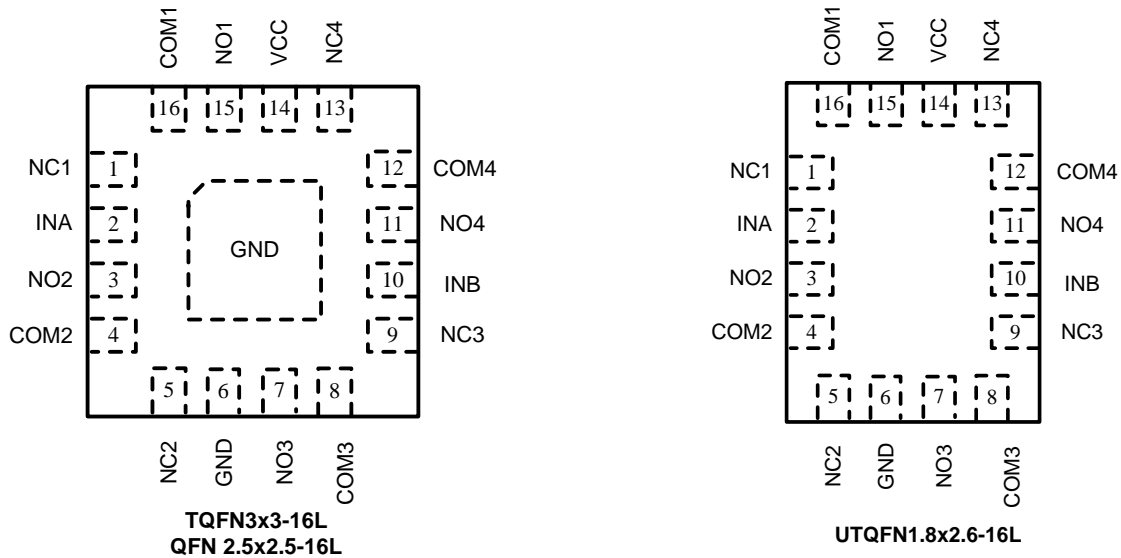 COM1
NO1
VCC
NC4
16
15
14
13
NC1
1
12
COM4
INA
2
11
NO4
GND
NO2
3
10
INB
COM2
4
9
NC3
5
6
7
8
NC2
GND
NO3
COM3
TQFN3x3-16L
QFN 2.5x2.5-16L
COM1
NO1
VCC
NC4
16
15
14
13
NC1
1
12
COM4
INA
2
11
NO4
NO2
3
10
INB
COM2
4
9
NC3
5
6
7
8
NC2
GND
NO3
COM3
UTQFN1.8x2.6-16L